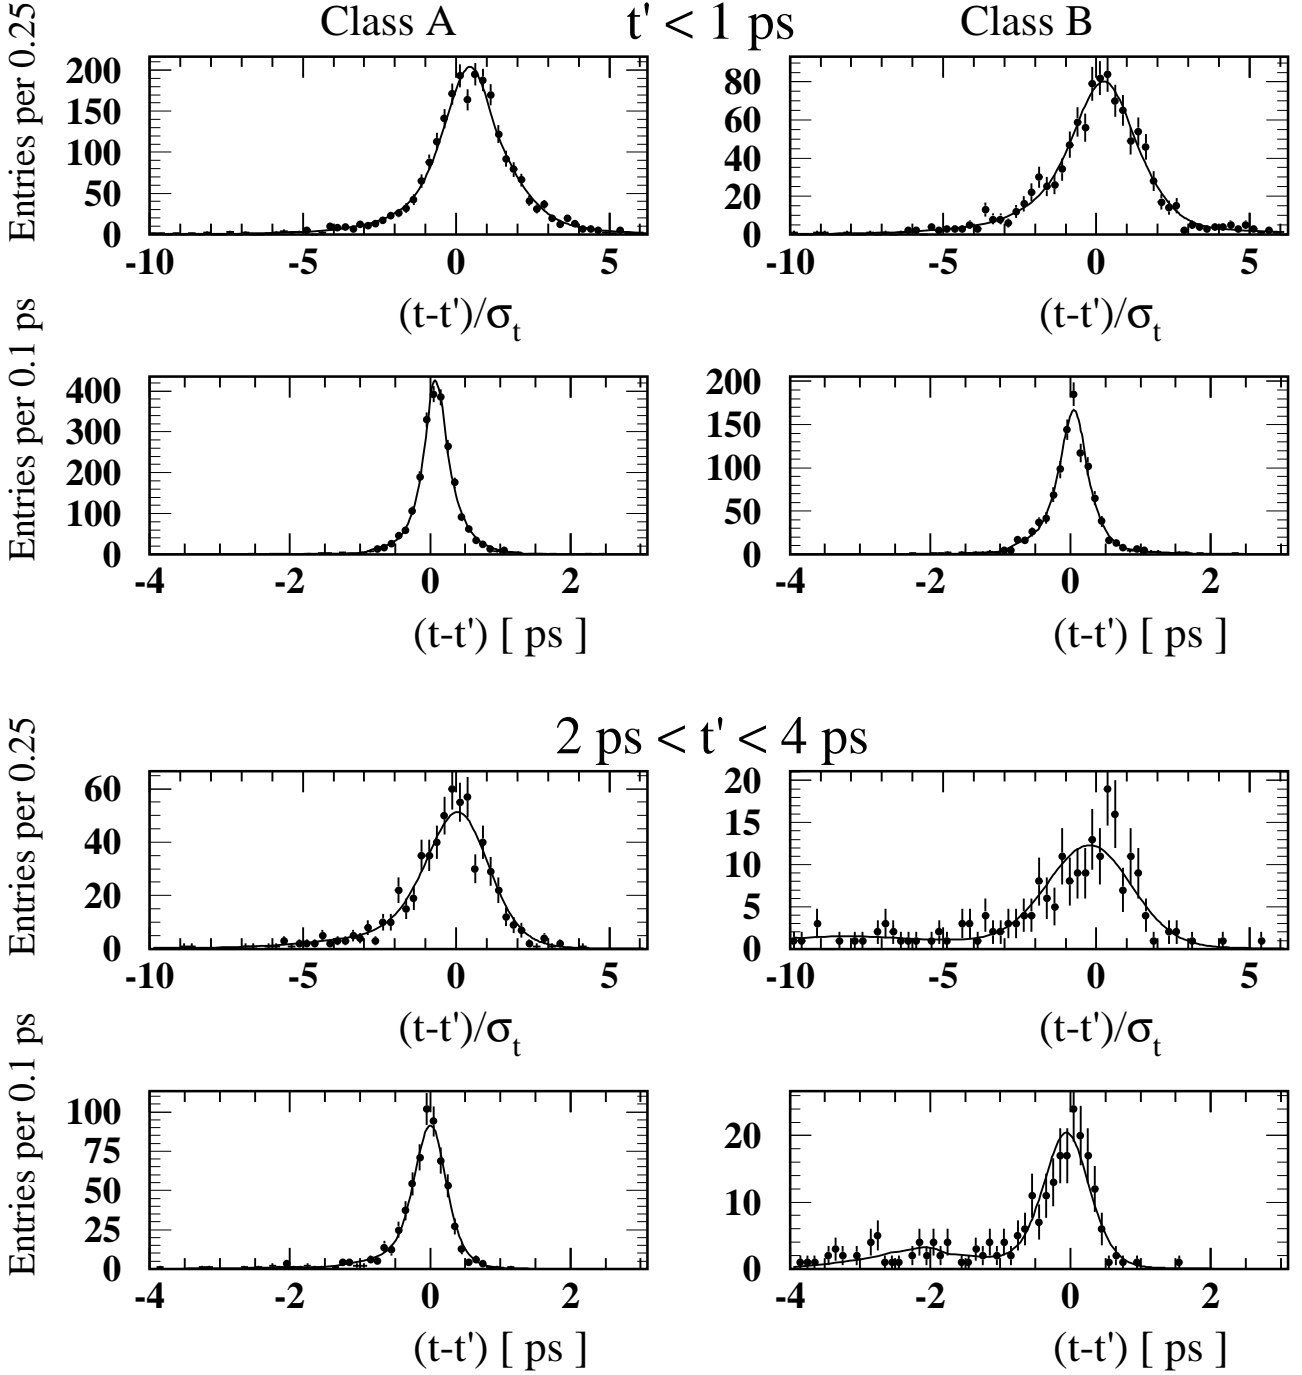 Class A t' < 1 ps Class B
Entries per 0.25
200
150
100
50
0
-10 -5 0 5
(t-t')/σt
80
60
40
20
0
-10 -5 0 5
(t-t')/σt
Entries per 0.1 ps
400
300
200
100
0
-4 -2 0 2
(t-t') [ ps ]
200
150
100
50
0
-4 -2 0 2
(t-t') [ ps ]
2 ps < t' < 4 ps
Entries per 0.25
60
40
20
0
-10 -5 0 5
(t-t')/σt
20
15
10
5
0
-10 -5 0 5
(t-t')/σt
Entries per 0.1 ps
100
75
50
25
0
-4 -2 0 2
(t-t') [ ps ]
20
10
0
-4 -2 0 2
(t-t') [ ps ]